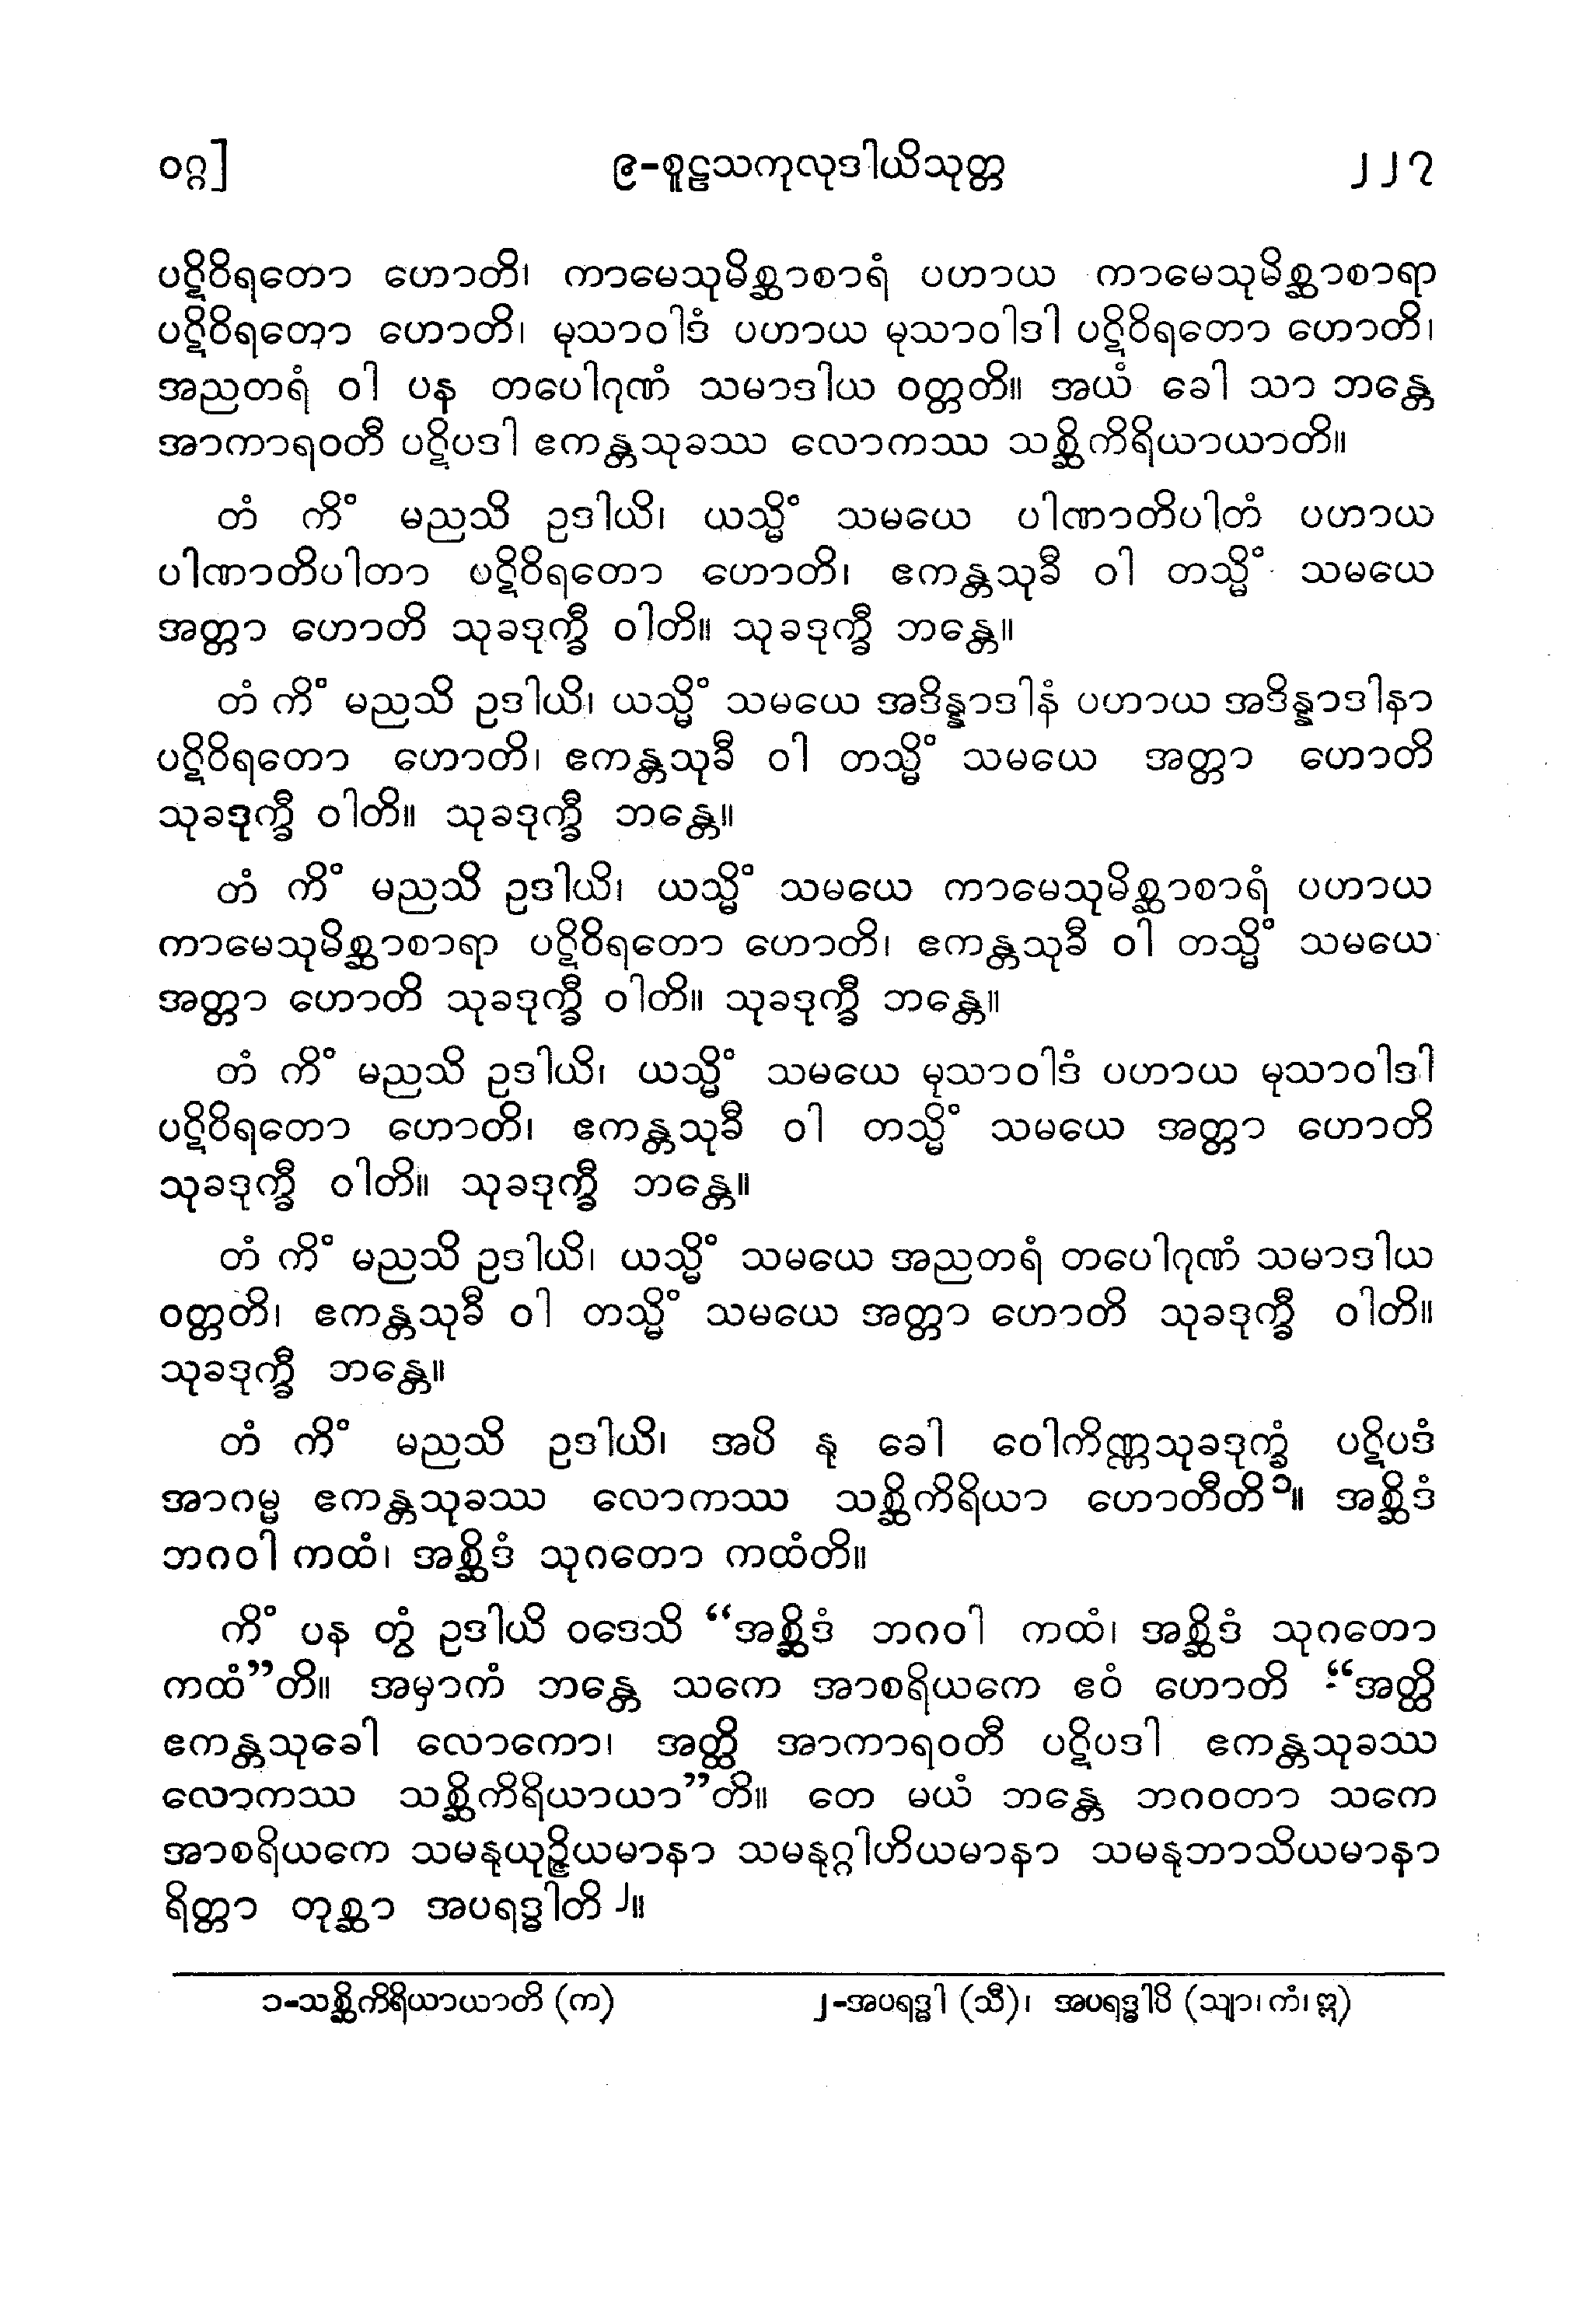 ဝဂ္ဂ]
၉-စူဠသကုလုဒါယိသုတ္တ
၂၂၇
ပဋိဝိရတော ဟောတိ၊ ကာမေသုမိစ္ဆာစာရံ ပဟာယ ကာမေသုမိစ္ဆာစာရာ
ပဋိဝိရတော ဟောတိ၊ မုသာဝါဒံ ပဟာယ မုသာဝါဒါ ပဋိဝိရတော ဟောတိ၊
အညတရံ ဝါ ပန တပေါဂုဏံ သမာဒါယ ဝတ္တတိ။ အယံ ခေါ သာ ဘန္တေ
အာကာရဝတီ ပဋိပဒါ ဧကန္တသုခဿ လောကဿ သစ္ဆိကိရိယာယာတိ။
တံ ကိံ မညသိ ဥဒါယိ၊ ယသ္မိံ သမယေ ပါဏာတိပါတံ ပဟာယ
ပါဏာတိပါတာ ပဋိဝိရတော ဟောတိ၊ ဧကန္တသုခီ ဝါ တသ္မိံ သမယေ
အတ္တာ ဟောတိ သုခဒုက္ခီ ဝါတိ။ သုခဒုက္ခီ ဘန္တေ။
တံ ကိံ မညသိ ဥဒါယိ၊ ယသ္မိံ သမယေ အဒိန္နာဒါနံ ပဟာယ အဒိန္နာဒါနာ
ပဋိဝိရတော ဟောတိ၊ ဧကန္တသုခီ ဝါ တသ္မိံ သမယေ အတ္တာ ဟောတိ
သုခဒုက္ခီ ဝါတိ။ သုခဒုက္ခီ ဘန္တေ။
တံ ကိံ မညသိ ဥဒါယိ၊ ယသ္မိံ သမယေ ကာမေသုမိစ္ဆာစာရံ ပဟာယ
ကာမေသုမိစ္ဆာစာရာ ပဋိဝိရတော ဟောတိ၊ ဧကန္တသုခီ ဝါ တသ္မိံ သမယေ
အတ္တာ ဟောတိ သုခဒုက္ခီ ဝါတိ။ သုခဒုက္ခီ ဘန္တေ။
တံ ကိံ မညသိ ဥဒါယိ၊ ယသ္မိံ သမယေ မုသာဝါဒံ ပဟာယ မုသာဝါဒါ
ပဋိဝိရတော ဟောတိ၊ ဧကန္တသုခီ ဝါ တသ္မိံ သမယေ အတ္တာ ဟောတိ
သုခဒုက္ခီ ဝါတိ။ သုခဒုက္ခီ ဘန္တေ။
တံ ကိံ မညသိ ဥဒါယိ၊ ယသ္မိံ သမယေ အညတရံ တပေါဂုဏံ သမာဒါယ
ဝတ္တတိ၊ ဧကန္တသုခီ ဝါ တသ္မိံ သမယေ အတ္တာ ဟောတိ သုခဒုက္ခီ ဝါတိ။
သုခဒုက္ခီ ဘန္တေ။
တံ ကိံ မညသိ ဥဒါယိ၊ အပိ နု ခေါ ဝေါကိဏ္ဏသုခဒုက္ခံ ပဋိပဒံ
အာဂမ္မ ဧကန္တသုခဿ လောကဿ သစ္ဆိကိရိယာ ဟောတီတိ၁။ အစ္ဆိဒံ
ဘဂဝါ ကထံ၊ အစ္ဆိဒံ သုဂတော ကထံတိ။
ကိံ ပန တွံ ဥဒါယိ ဝဒေသိ “အစ္ဆိဒံ ဘဂဝါ ကထံ၊ အစ္ဆိဒံ သုဂတော
ကထံ”တိ။ အမှာကံ ဘန္တေ သကေ အာစရိယကေ ဧဝံ ဟောတိ “အတ္ထိ
ဧကန္တသုခေါ လောကော၊ အတ္ထိ အာကာရဝတီ ပဋိပဒါ ဧကန္တသုခဿ
လောကဿ သစ္ဆိကိရိယာယာ”တိ။ တေ မယံ ဘန္တေ ဘဂဝတာ သကေ
အာစရိယကေ သမနုယုဉ္ဇိယမာနာ သမနုဂ္ဂါဟိယမာနာ သမနုဘာသိယမာနာ
ရိတ္တာ တုစ္ဆာ အပရဒ္ဓါတိ၂။
၁-သစ္ဆိကိရိယာယာတိ (က)
၂-အပရဒ္ဓါ (သီ)၊ အပရဒ္ဓါပိ (သျာ၊ ကံ၊ ဣ)